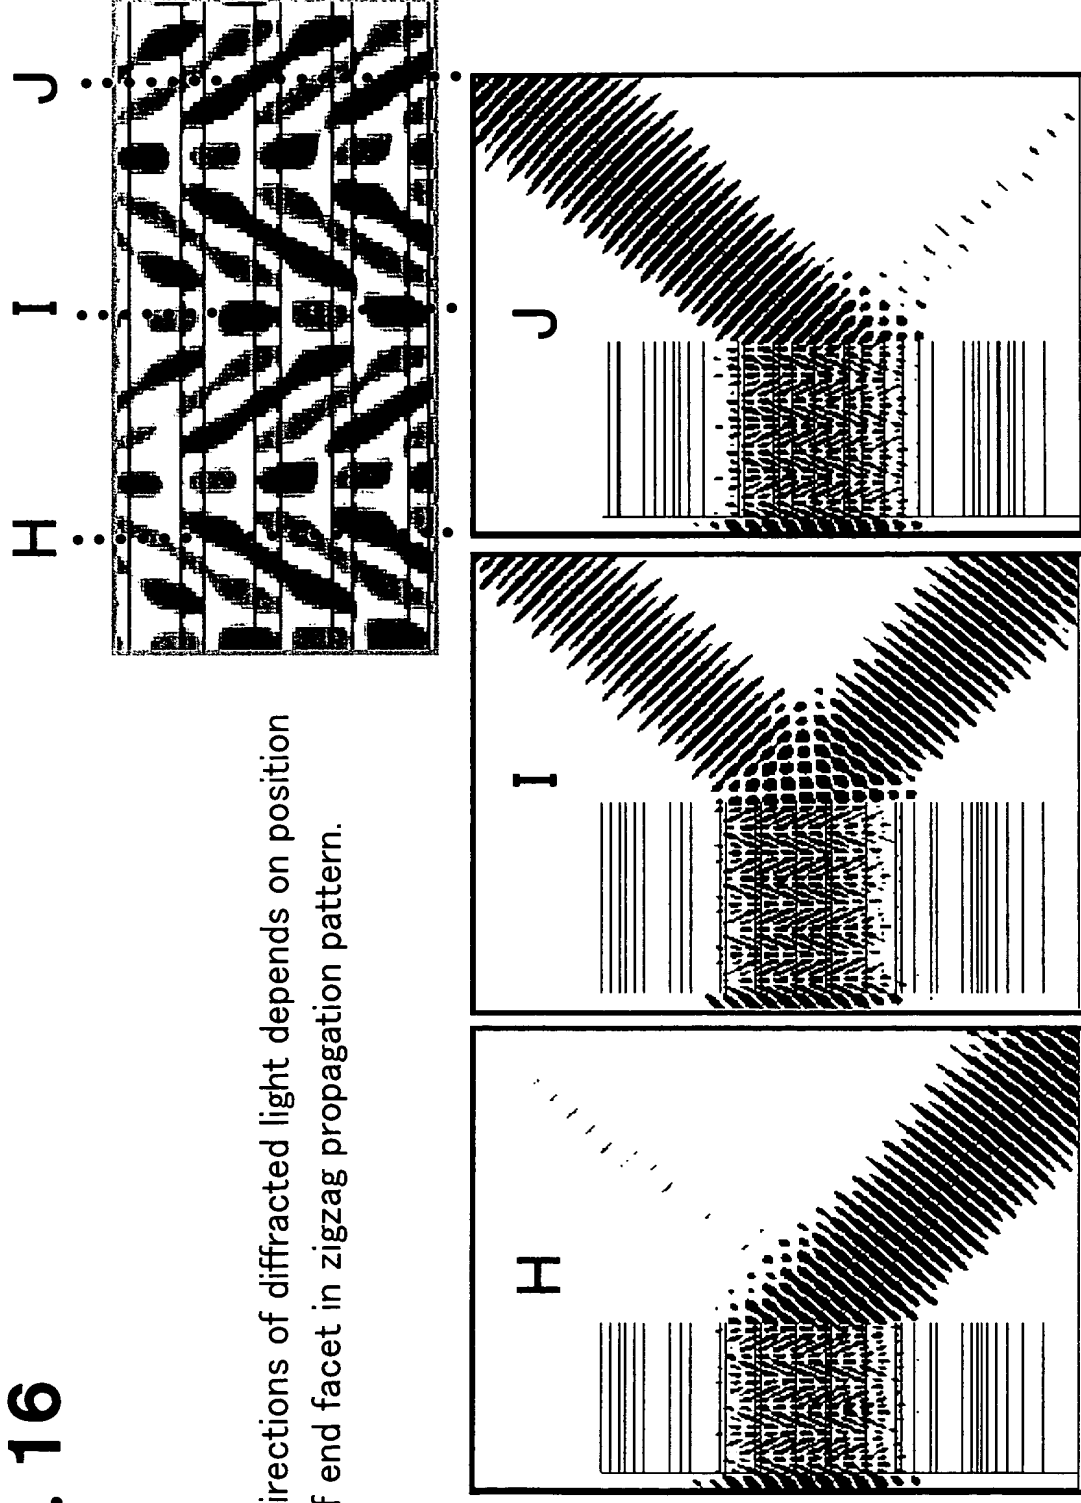 . 16
irections of diffracted light depends on position
f end facet in zigzag propagation pattern.
H I J
H
I
J